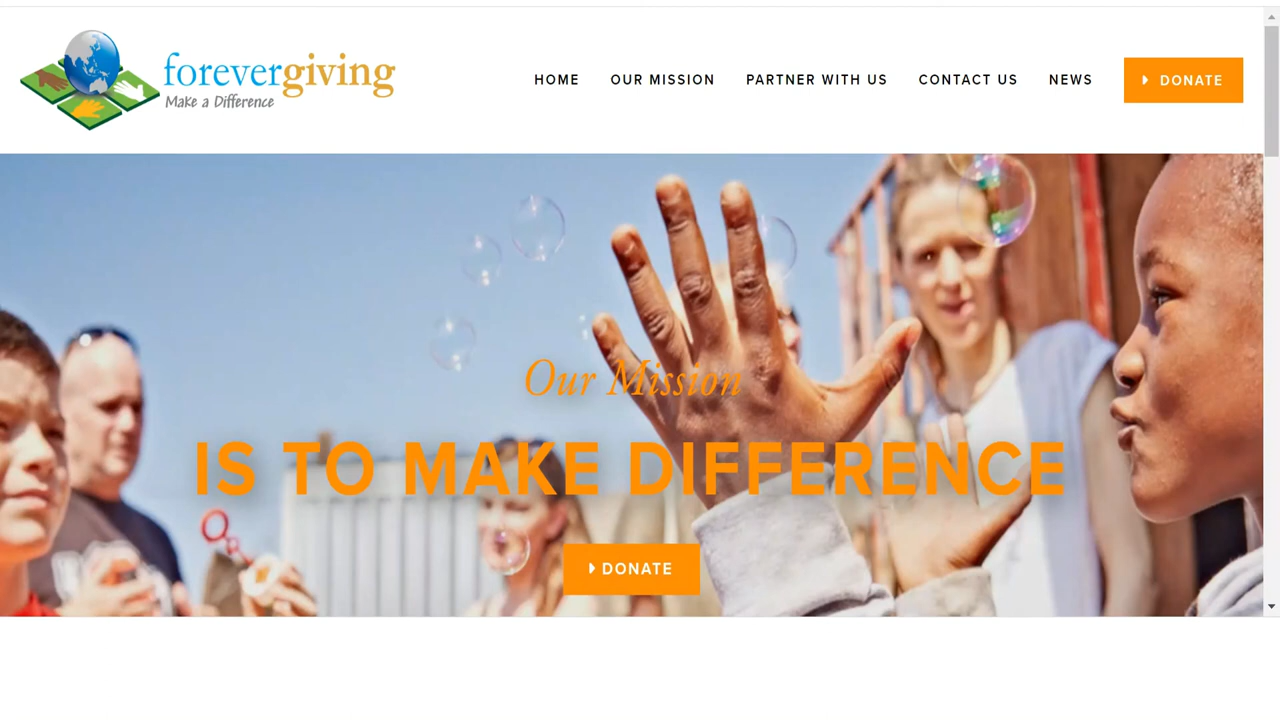 forevergiving
Make a Difference
HOME OUR MISSION PARTNER WITH US CONTACT US NEWS DONATE
Our Mission
IS TO MAKE DIFFERENCE
DONATE